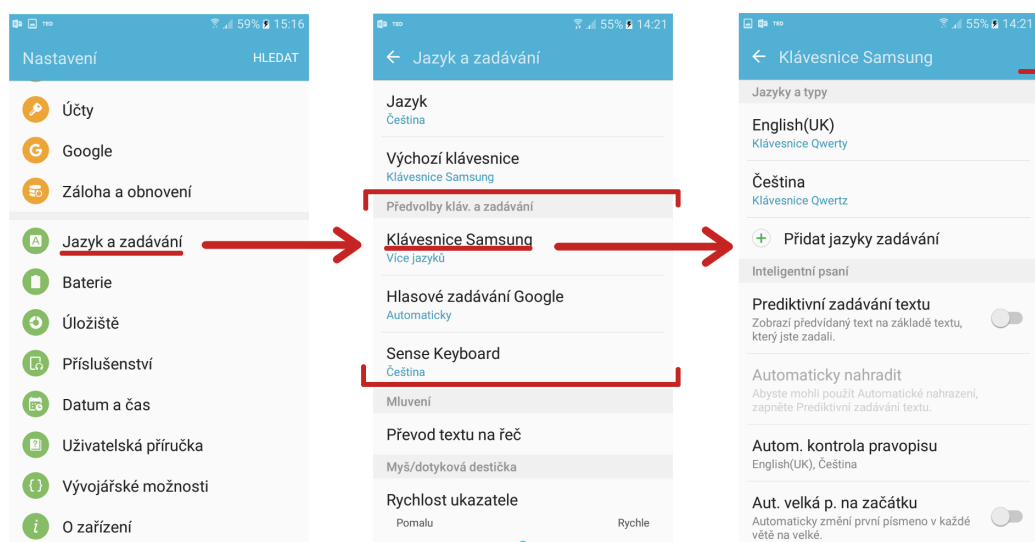 TED
59% 15:16
Nastavení
HLEDAT
Účty
G
Google
Záloha a obnovení
A
Jazyk a zadávání
Baterie
Úložiště
Příslušenství
Datum a čas
?
Uživatelská příručka
{}
Vývojářské možnosti
i
O zařízení
TED
55% 14:21
Jazyk a zadávání
Jazyk
Čeština
Výchozí klávesnice
Klávesnice Samsung
Předvolby kláv. a zadávání
Klávesnice Samsung
Více jazyků
Hlasové zadávání Google
Automaticky
Sense Keyboard
Čeština
Mluvení
Převod textu na řeč
Myš/dotyková destička
Rychlost ukazatele
Pomalu
Rychle
TED
55% 14:21
Klávesnice Samsung
Jazyky a typy
English(UK)
Klávesnice Qwerty
Čeština
Klávesnice Qwertz
+ Přidat jazyky zadávání
Inteligentní psaní
Prediktivní zadávání textu
Zobrazí předvídaný text na základě textu,
který jste zadali.
Automaticky nahradit
Abyste mohli použít Automatické nahrazení,
zapněte Prediktivní zadávání textu.
Autom. kontrola pravopisu
English(UK), Čeština
Aut. velká p. na začátku
Automaticky změní první písmeno v každé
větě na velké.